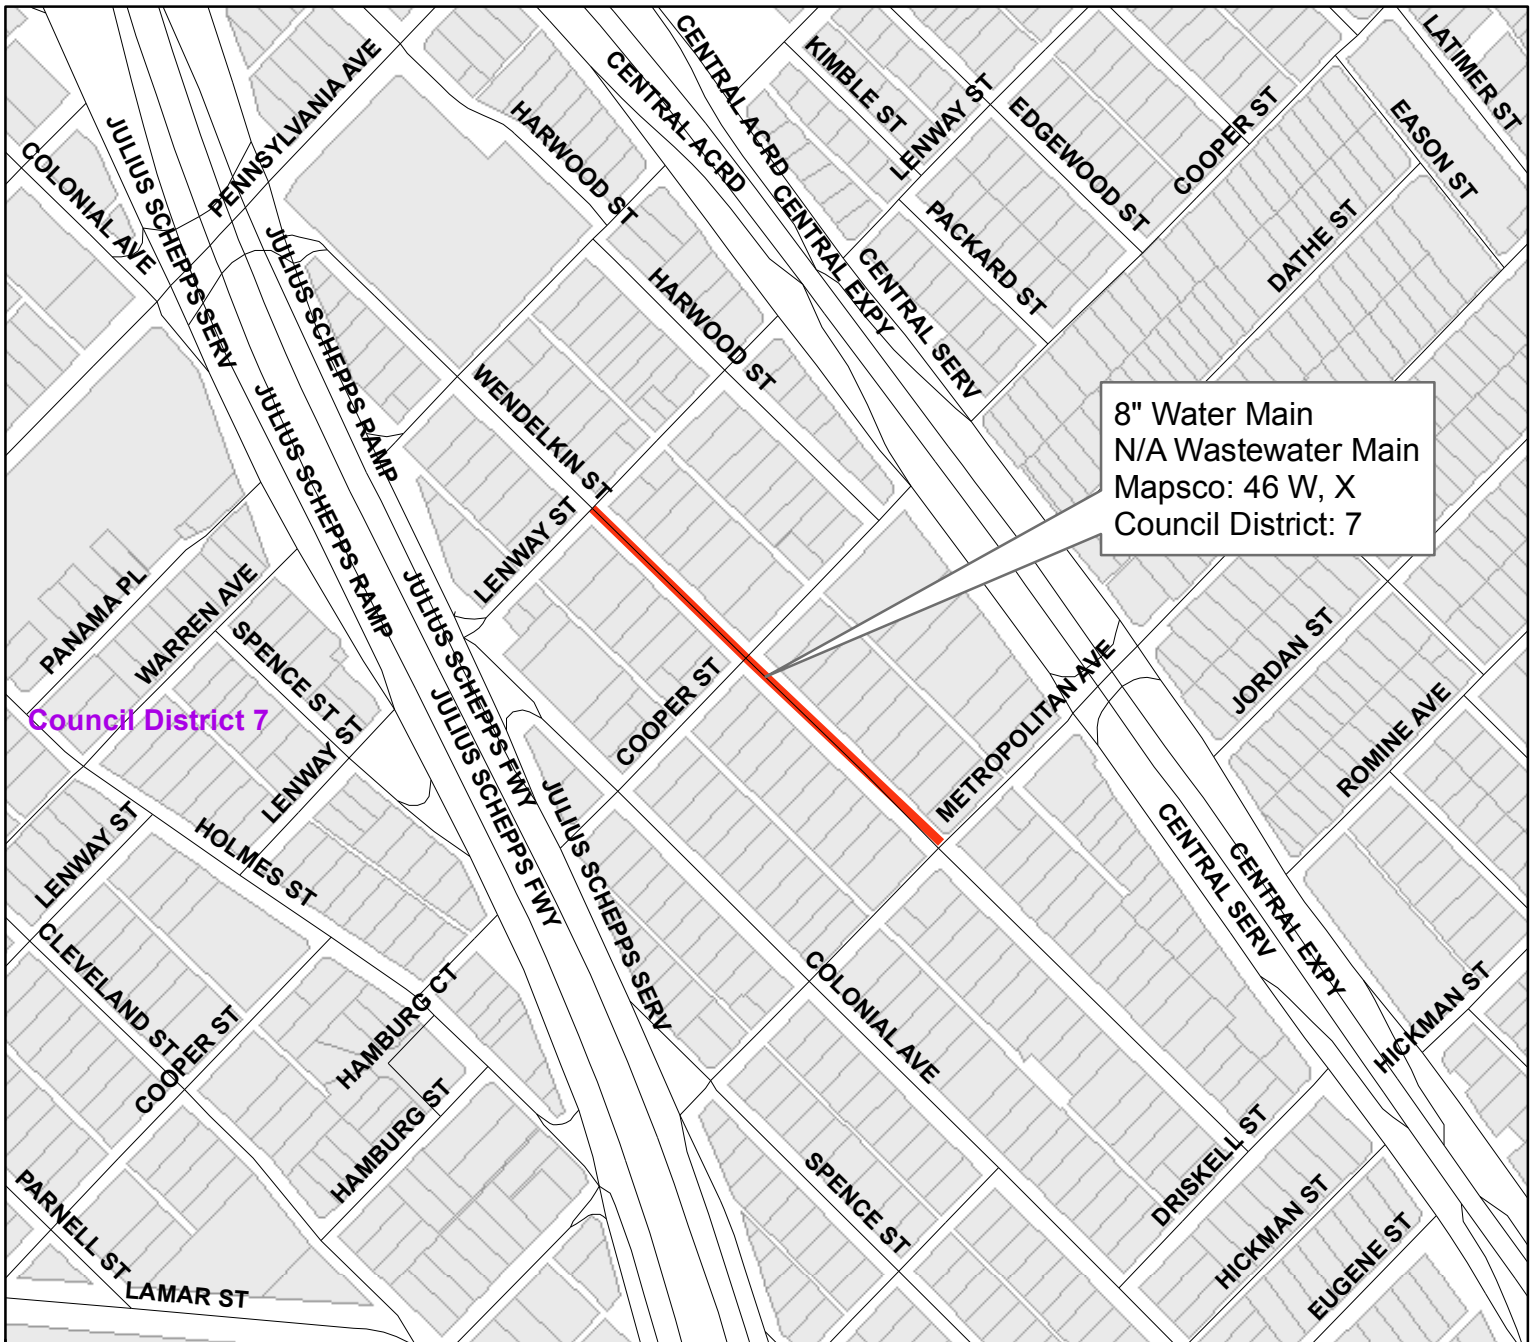 LATIMER ST
CENTRAL ACRD
KIMBLE ST
PENNSYLVANIA AVE
CENTRAL ACRD
LENWAY ST
EDGEWOOD ST
COOPER ST
EASON ST
HARWOOD ST
JULIUS SCHEPPS SERV
COLONIAL AVE
CENTRAL EXPY
PACKARD ST
DATHE ST
JULIUS SCHEPPS RAMP
HARWOOD ST
CENTRAL SERV
WENDELKIN ST
JULIUS SCHEPPS RAMP
8" Water Main
N/A Wastewater Main
Mapsco: 46 W, X
Council District: 7
LENWAY ST
PANAMA PL
WARREN AVE
JULIUS SCHEPPS FWY
SPENCE ST
JORDAN ST
METROPOLITAN AVE
COOPER ST
Council District 7
JULIUS SCHEPPS FWY
ROMINE AVE
LENWAY ST
JULIUS SCHEPPS SERV
LENWAY ST
HOLMES ST
CENTRAL SERV
CENTRAL EXPY
CLEVELAND ST
COLONIAL AVE
HICKMAN ST
HAMBURG CT
COOPER ST
HAMBURG ST
DRISKELL ST
SPENCE ST
PARNELL ST
HICKMAN ST
EUGENE ST
LAMAR ST